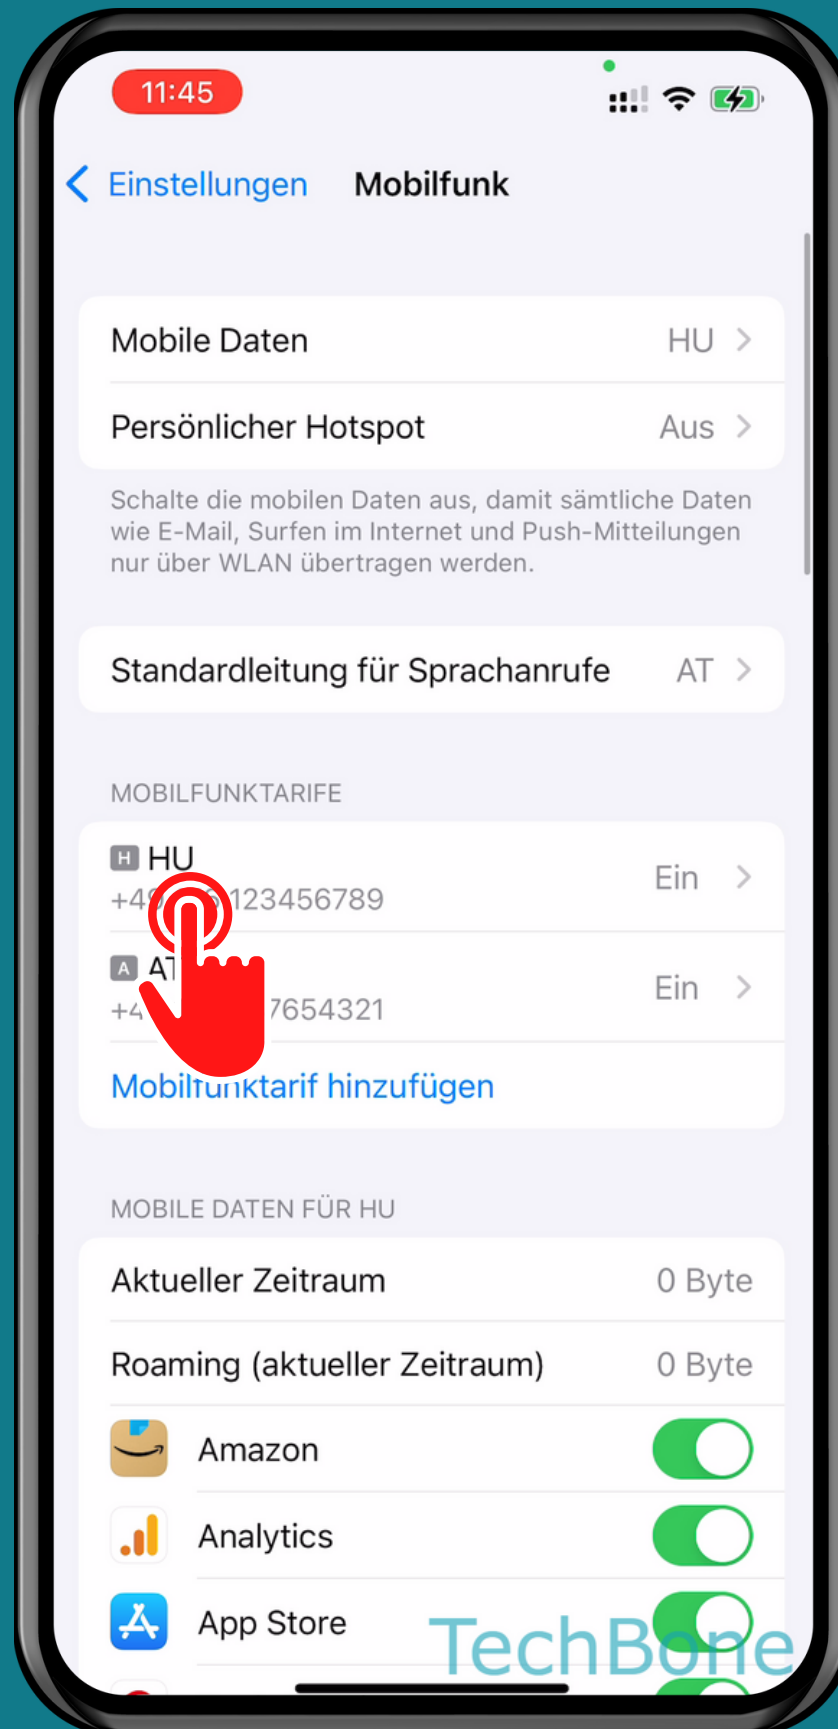 11:45
Einstellungen Mobilfunk
Mobile Daten HU
Persönlicher Hotspot Aus
Schalte die mobilen Daten aus, damit sämtliche Daten
wie E-Mail, Surfen im Internet und Push-Mitteilungen
nur über WLAN übertragen werden.
Standardleitung für Sprachanrufe AT
MOBILFUNKTARIFE
H HU
Ein
123456789
A AT
Ein
7654321
Mobilfunktarif hinzufügen
MOBILE DATEN FÜR HU
Aktueller Zeitraum 0 Byte
Roaming (aktueller Zeitraum) 0 Byte
Amazon
Analytics
App Store
TechBone